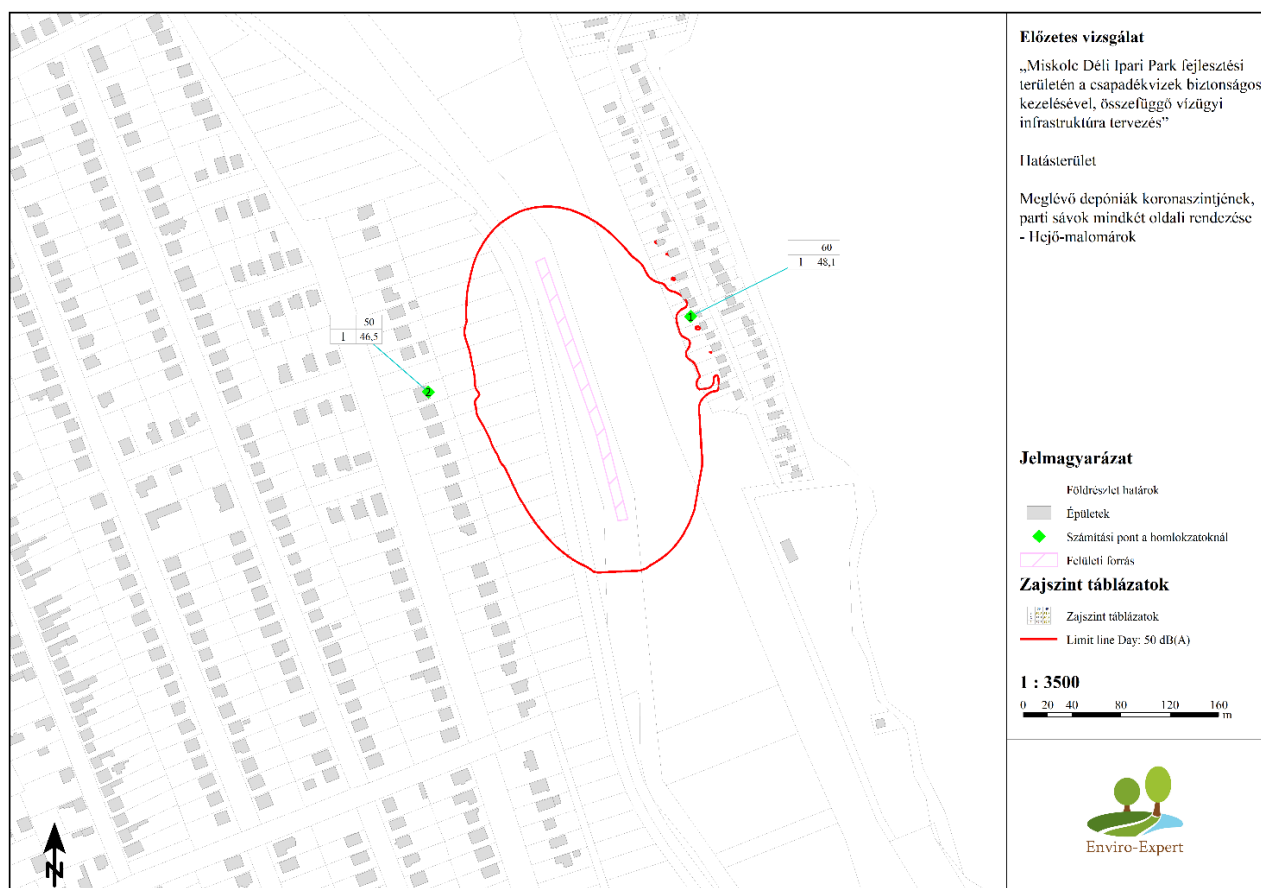 Előzetes vizsgálat
„Miskolc Déli Ipari Park fejlesztési
területén a csapadékvizek biztonságos
kezelésével, összefüggő vízügyi
infrastruktúra tervezés”
Hatásterület
Meglévő depóniák koronaszintjének,
parti sávok mindkét oldali rendezése
- Hejő-malomárok
60
1 48,1
1
50
1 46,5
2
Jelmagyarázat
Földrészlet határok
Épületek
Számítási pont a homlokzatoknál
Felületi forrás
Zajszint táblázatok
Zajszint táblázatok
Limit line Day: 50 dB(A)
1 : 3500
0 20 40 80 120 160
m
N
Enviro-Expert